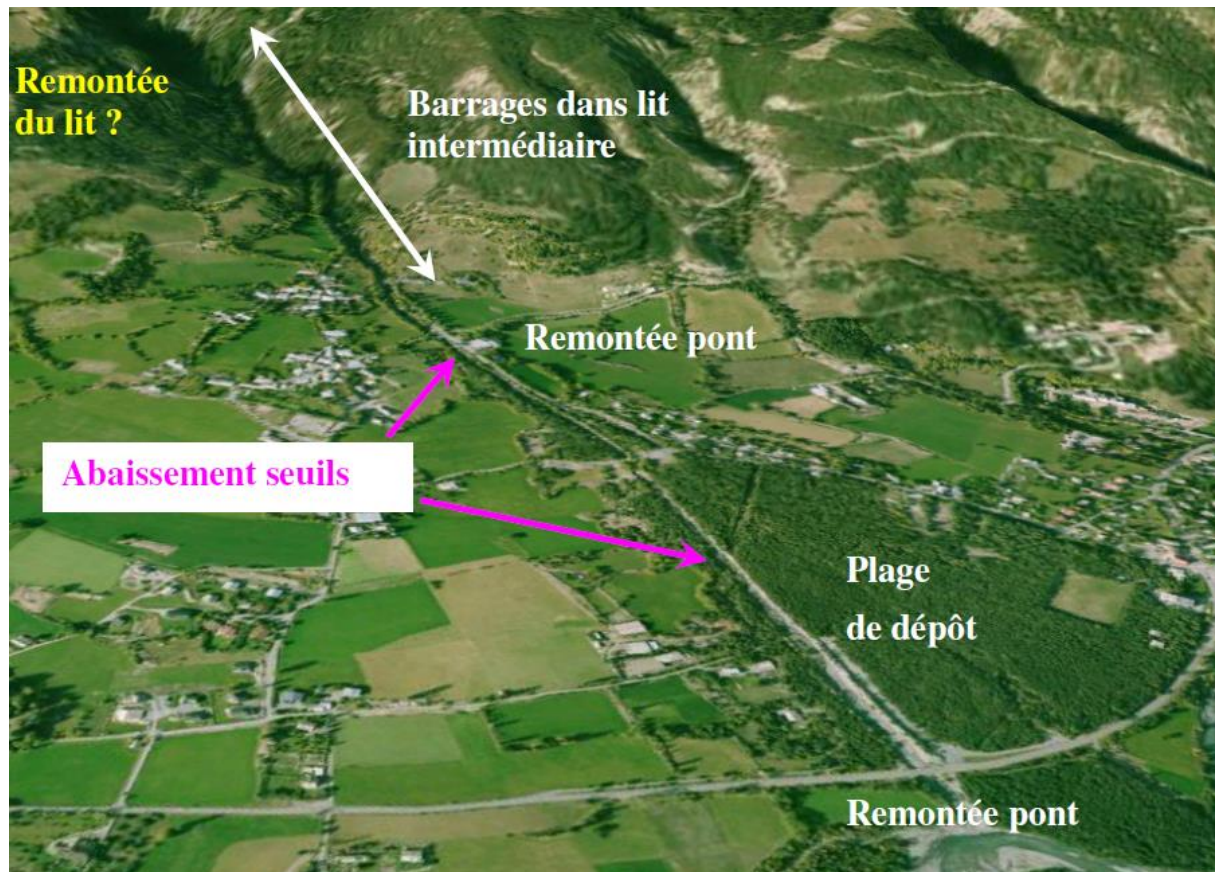 Remontée
du lit ?
Barrages dans lit
intermédiaire
Remontée pont
Abaissement seuils
Plage
de dépôt
Remontée pont